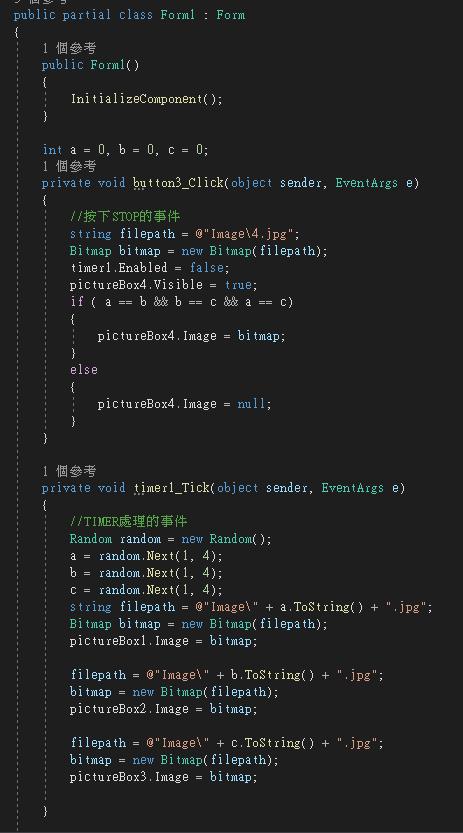 public partial class Form1 : Form
{
1 個參考
public Form1()
{
InitializeComponent();
}
int a = 0, b = 0, c = 0;
1 個參考
private void button3_Click(object sender, EventArgs e)
{
//按下STOP的事件
string filepath = @"Image\4.jpg";
Bitmap bitmap = new Bitmap(filepath);
timer1.Enabled = false;
pictureBox4.Visible = true;
if ( a == b && b == c && a == c)
{
pictureBox4.Image = bitmap;
}
else
{
pictureBox4.Image = null;
}
}
1 個參考
private void timer1_Tick(object sender, EventArgs e)
{
//TIMER處理的事件
Random random = new Random();
a = random.Next(1, 4);
b = random.Next(1, 4);
c = random.Next(1, 4);
string filepath = @"Image\" + a.ToString() + ".jpg";
Bitmap bitmap = new Bitmap(filepath);
pictureBox1.Image = bitmap;
filepath = @"Image\" + b.ToString() + ".jpg";
bitmap = new Bitmap(filepath);
pictureBox2.Image = bitmap;
filepath = @"Image\" + c.ToString() + ".jpg";
bitmap = new Bitmap(filepath);
pictureBox3.Image = bitmap;
}